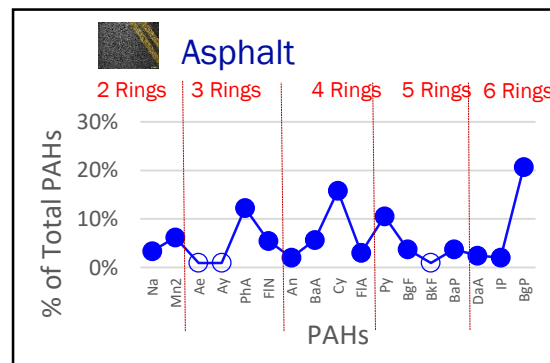 Asphalt
2 Rings 3 Rings 4 Rings 5 Rings 6 Rings
30%
20%
10%
0%
% of Total PAHs
Na Mn2 Ae Ay PhA FlN An BaA Cy FlA Py BgF BkF BaP DaA IP BgP
PAHs